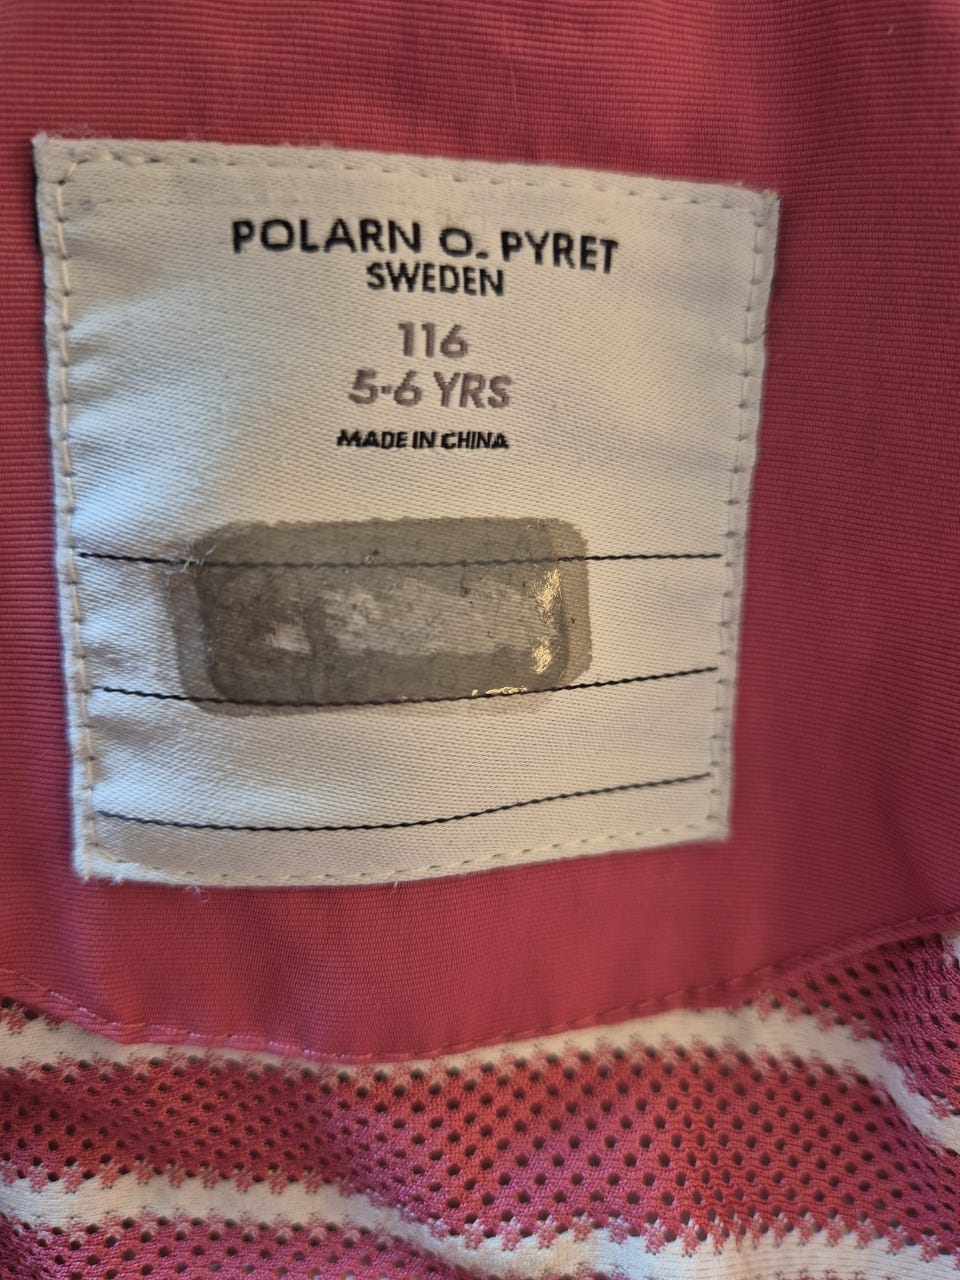 POLARN O. PYRET
SWEDEN
116
5-6 YRS
MADE IN CHINA